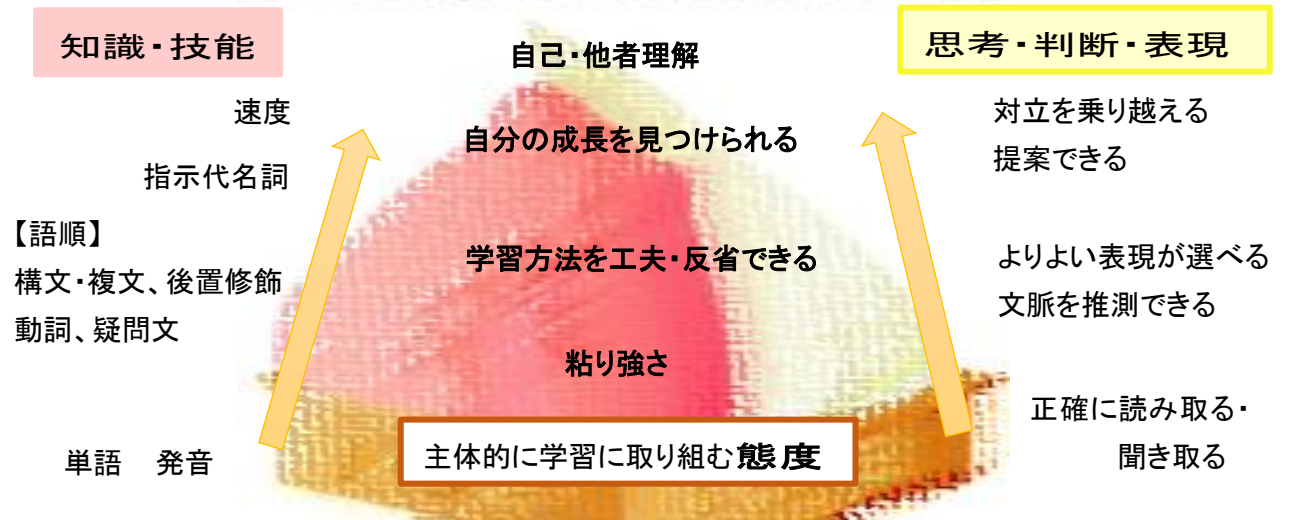 知識・技能
速度
指示代名詞
【語順】
構文・複文、後置修飾
動詞、疑問文
単語　発音
自己・他者理解
自分の成長を見つけられる
学習方法を工夫・反省できる
粘り強さ
主体的に学習に取り組む態度
思考・判断・表現
対立を乗り越える
提案できる
よりよい表現が選べる
文脈を推測できる
正確に読み取る・
聞き取る